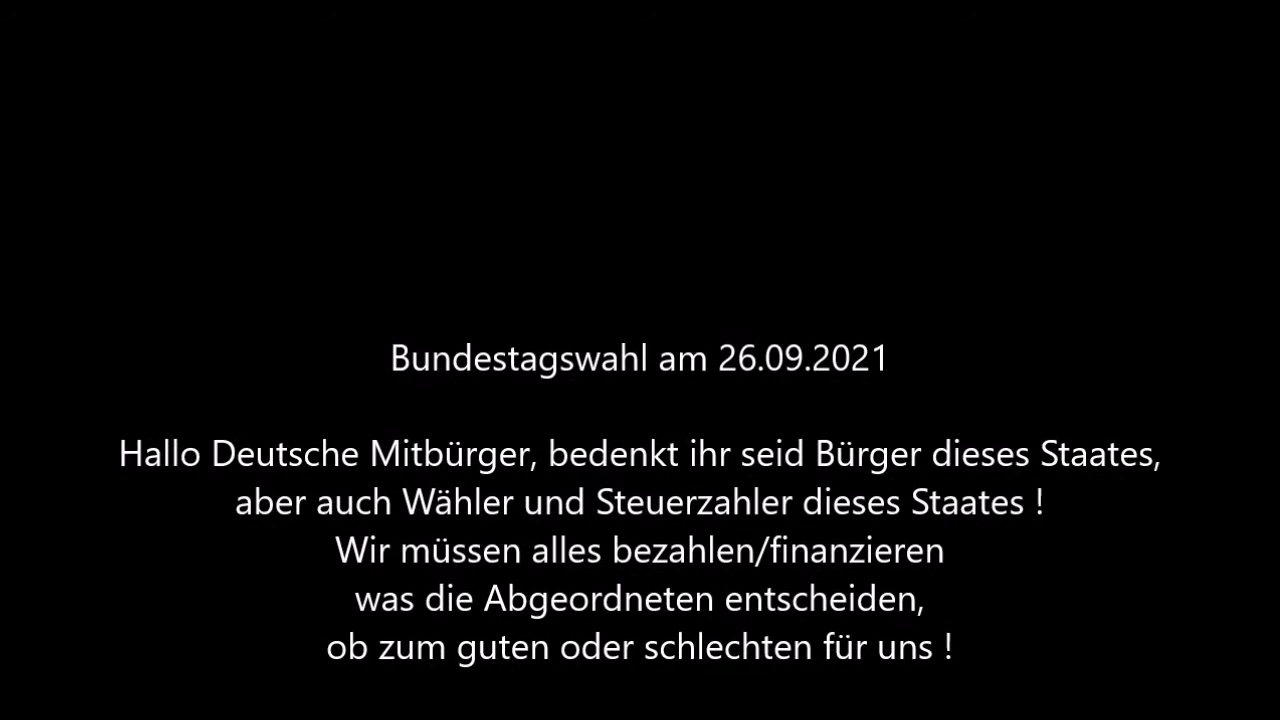 Bundestagswahl am 26.09.2021
Hallo Deutsche Mitbürger, bedenkt ihr seid Bürger dieses Staates,
aber auch Wähler und Steuerzahler dieses Staates !
Wir müssen alles bezahlen/finanzieren
was die Abgeordneten entscheiden,
ob zum guten oder schlechten für uns !